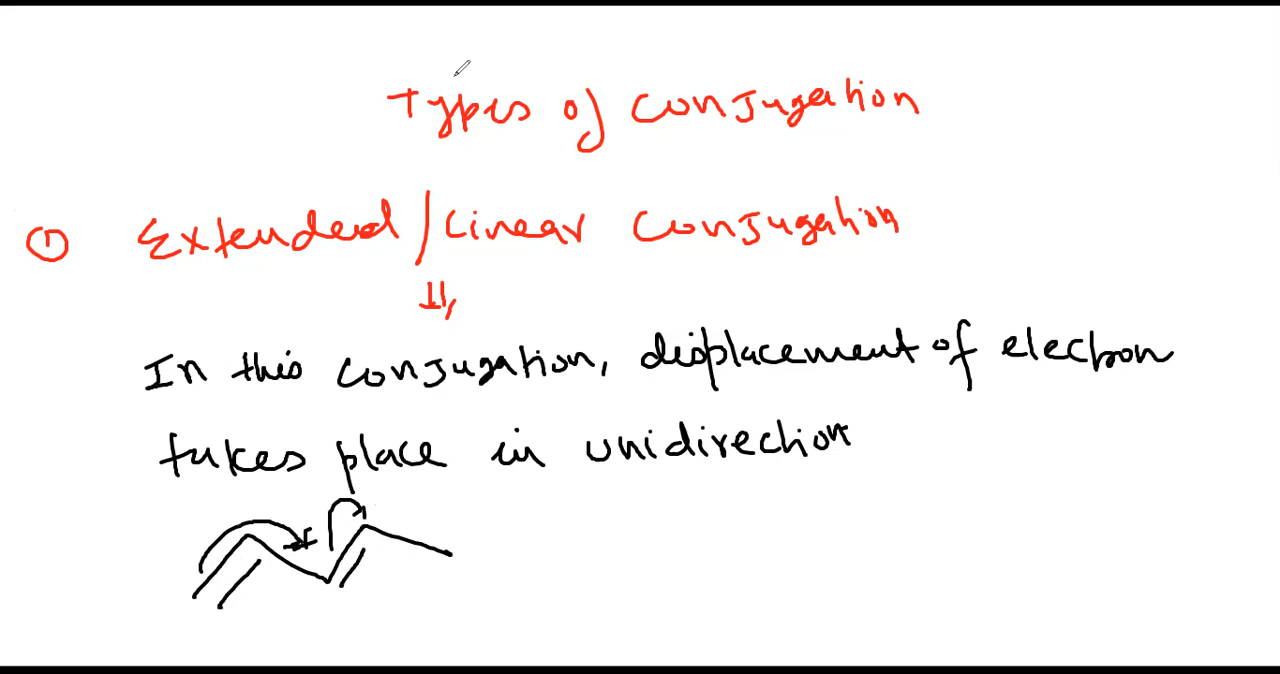 Types of conjugation
① Extended/Linear conjugation
In this conjugation, displacement of electron
takes place in unidirection